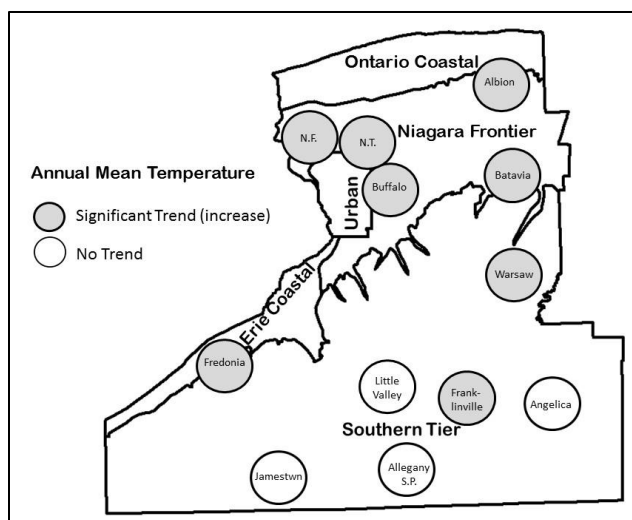 Ontario Coastal
Albion
N.F.
N.T.
Niagara Frontier
Annual Mean Temperature
Significant Trend (increase)
No Trend
Urban
Buffalo
Batavia
Warsaw
Erie Coastal
Fredonia
Little
Valley
Frank-
linville
Angelica
Southern Tier
Jamestwn
Allegany
S.P.